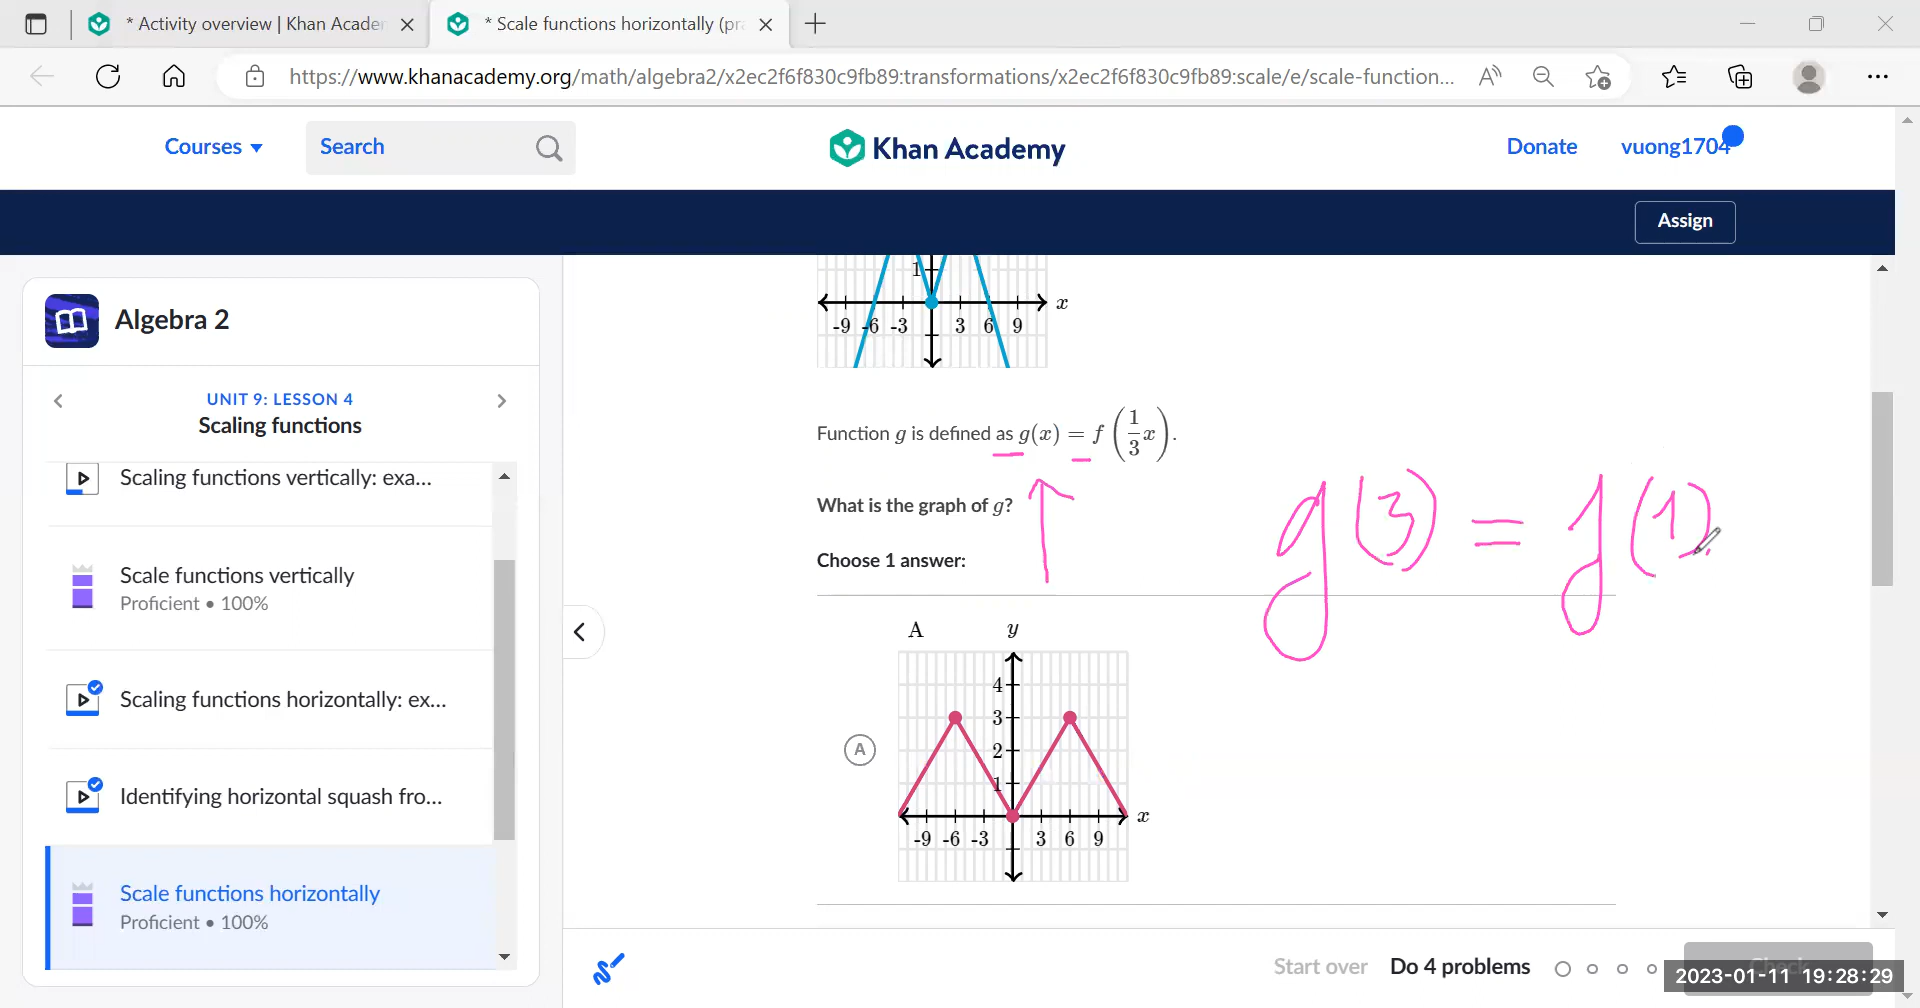 * Activity overview | Khan Acade
* Scale functions horizontally (pra
https://www.khanacademy.org/math/algebra2/x2ec2f6f830c9fb89:transformations/x2ec2f6f830c9fb89:scale/e/scale-function...
Courses
Search
Khan Academy
Donate
vuong1704
Assign
Algebra 2
UNIT 9: LESSON 4
Scaling functions
Scaling functions vertically: exa...
Scale functions vertically
Proficient • 100%
Scaling functions horizontally: ex...
Identifying horizontal squash fro...
Scale functions horizontally
Proficient • 100%
1
x
-9 -6 -3 3 6 9
Function g is defined as g(x) = f(1/3 x).
What is the graph of g?
g(3) = f(1)
Choose 1 answer:
A
y
4
3
2
1
A
x
-9 -6 -3 3 6 9
Start over
Do 4 problems
Check
2023-01-11 19:28:29